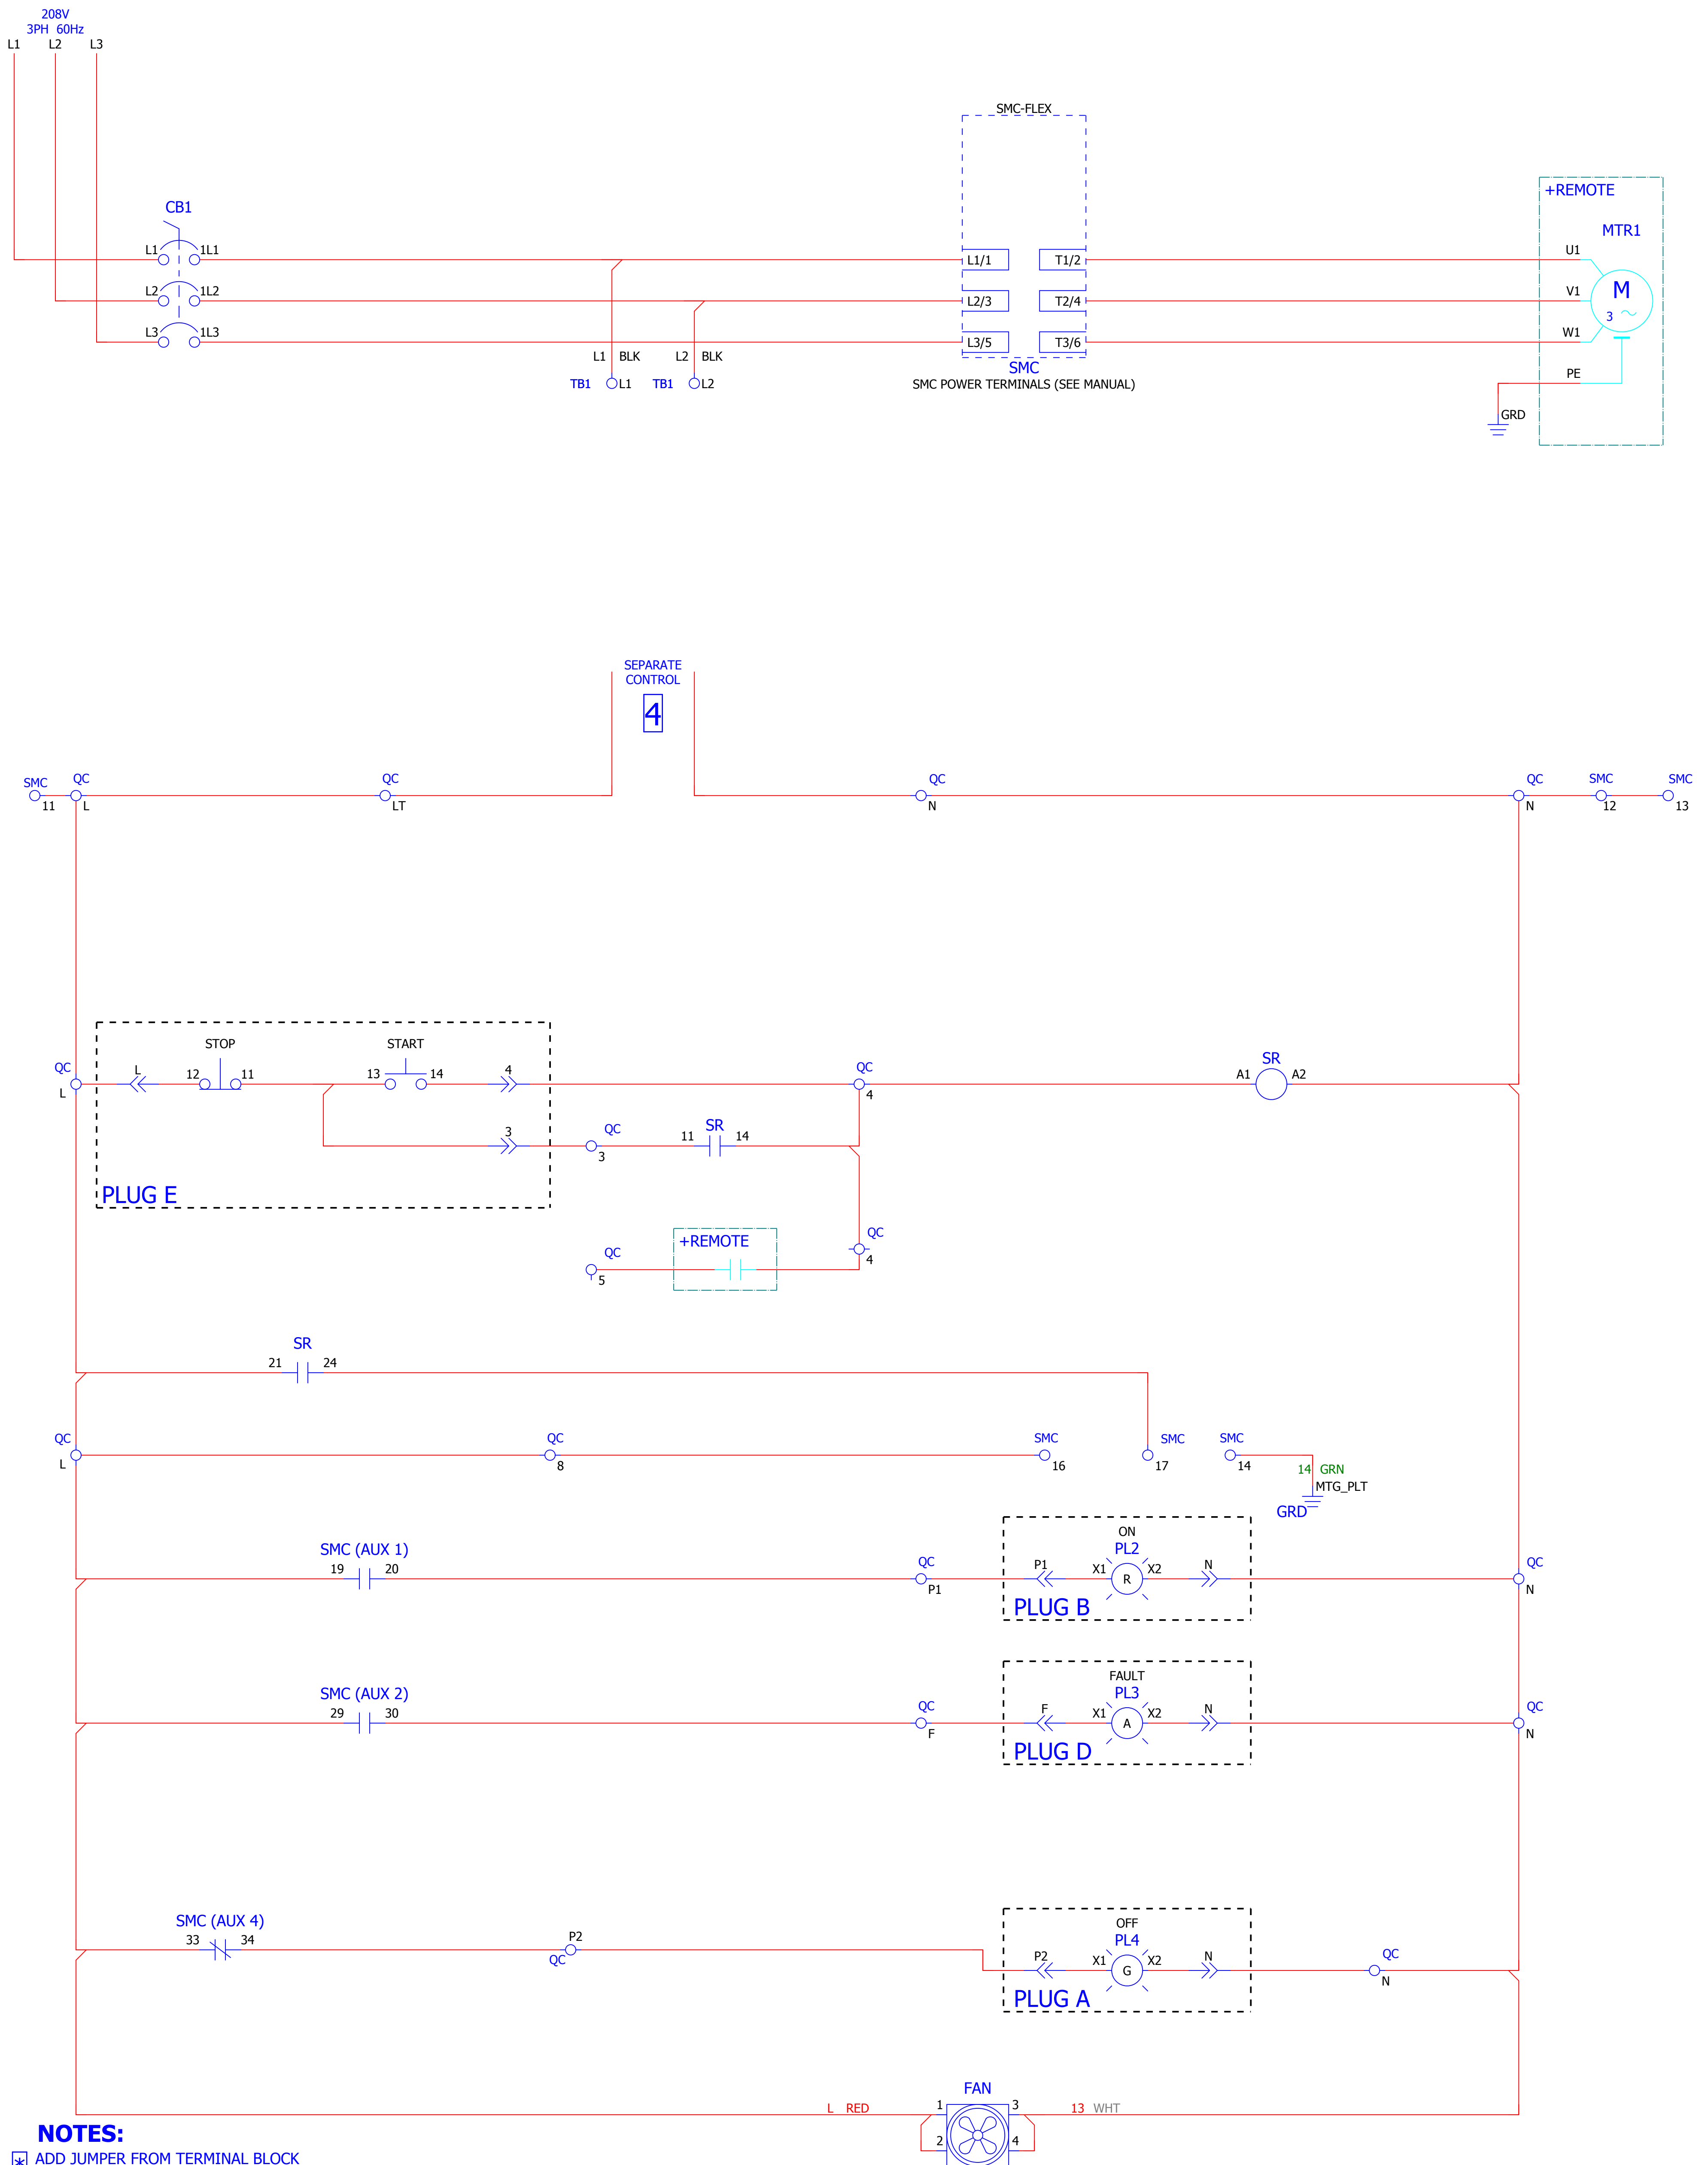 208V
3PH 60Hz
L1 L2 L3
SMC-FLEX
+REMOTE
CB1
MTR1
L1 1L1 L1/1 T1/2 U1
L2 1L2 L2/3 T2/4 V1
M
3
L3 1L3 L3/5 T3/6 W1
L1 BLK L2 BLK
SMC
TB1 L1 TB1 L2
SMC POWER TERMINALS (SEE MANUAL)
PE
GRD
SEPARATE
CONTROL
4
SMC QC QC QC QC SMC SMC
11 L LT N N 12 13
STOP START
QC L 12 11 13 14 4 QC SR
L 4 A1 A2
3 QC 11 SR 14
3
PLUG E
+REMOTE
QC QC
5 4
SR
21 24
QC QC SMC SMC SMC
L 8 16 17 14
14 GRN
MTG_PLT
GRD
ON
SMC (AUX 1) PL2
19 20 QC P1 X1 R X2 N QC
P1 N
PLUG B
FAULT
SMC (AUX 2) PL3
29 30 QC F X1 A X2 N QC
F N
PLUG D
OFF
SMC (AUX 4) PL4
33 34 P2 P2 X1 G X2 N QC
QC N
PLUG A
FAN
L RED 1 3 13 WHT
2 4
NOTES:
* ADD JUMPER FROM TERMINAL BLOCK